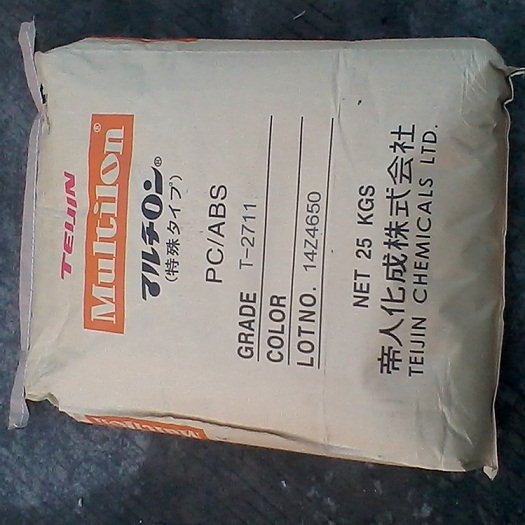 TEIJIN
Multilon®
マルチロン®
(特殊タイプ)
PC/ABS
GRADE T-2711
COLOR
LOTNO. 14Z4650
NET 25 KGS
帝人化成株式会社
TEIJIN CHEMICALS LTD.
Multilon